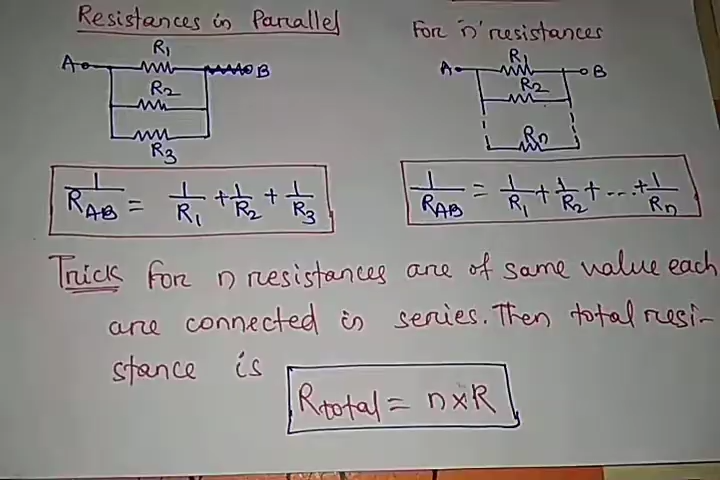 Resistances in Parallel
For "n" resistances
R1
A
B
R2
R3
R1
A
B
R2
Rn
1/RAB = 1/R1 + 1/R2 + 1/R3
1/RAB = 1/R1 + 1/R2 + ... + 1/Rn
Trick For n resistances are of same value each
are connected in series. Then total resi-
stance is
Rtotal = n×R